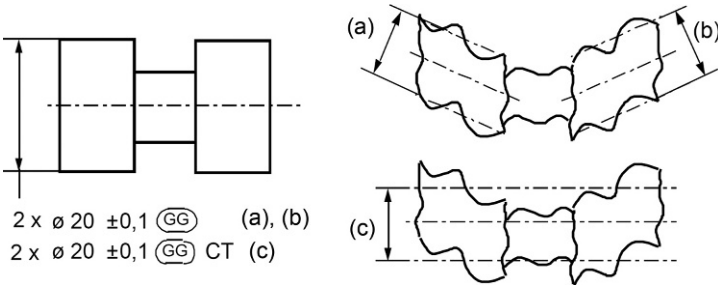 2 x ø 20 ±0,1 GG (a), (b)
2 x ø 20 ±0,1 GG CT (c)
(a)
(b)
(c)